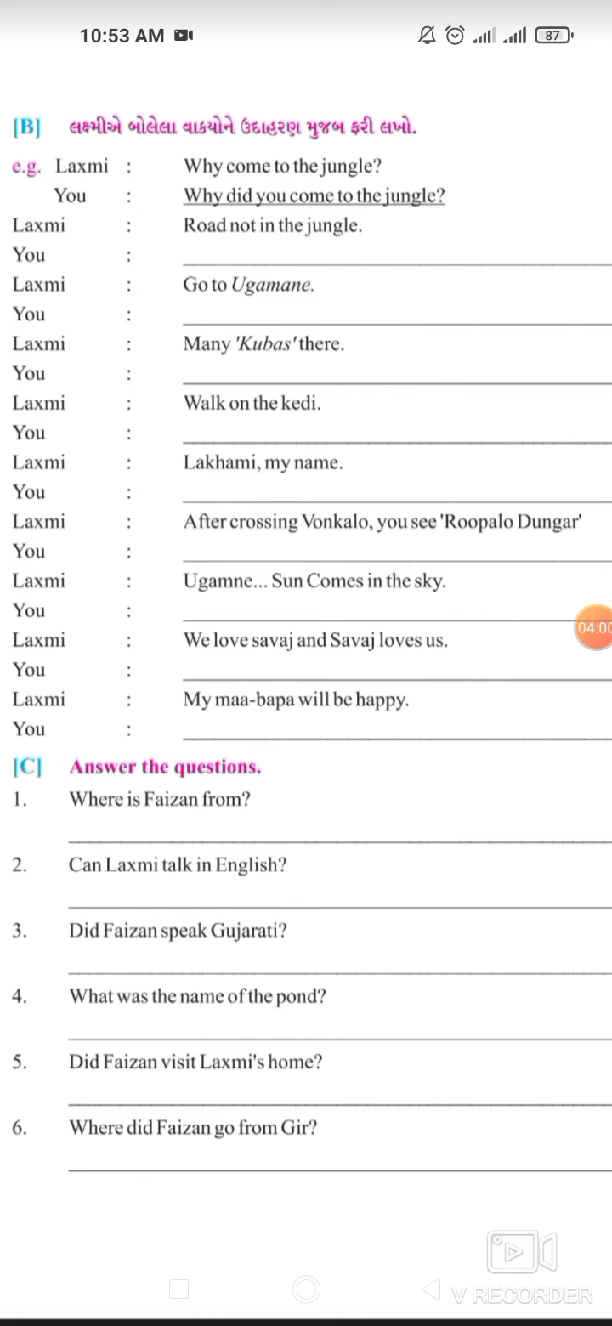 10:53 AM
87
[B] લક્ષ્મીએ બોલેલા વાક્યોને ઉદાહરણ મુજબ ફરી લખો.
e.g. Laxmi : Why come to the jungle?
You : Why did you come to the jungle?
Laxmi : Road not in the jungle.
You :
Laxmi : Go to Ugamane.
You :
Laxmi : Many 'Kubas' there.
You :
Laxmi : Walk on the kedi.
You :
Laxmi : Lakhami, my name.
You :
Laxmi : After crossing Vonkalo, you see 'Roopalo Dungar'
You :
Laxmi : Ugamne... Sun Comes in the sky.
You :
04:00
Laxmi : We love savaj and Savaj loves us.
You :
Laxmi : My maa-bapa will be happy.
You :
[C] Answer the questions.
1. Where is Faizan from?
2. Can Laxmi talk in English?
3. Did Faizan speak Gujarati?
4. What was the name of the pond?
5. Did Faizan visit Laxmi's home?
6. Where did Faizan go from Gir?
V RECORDER